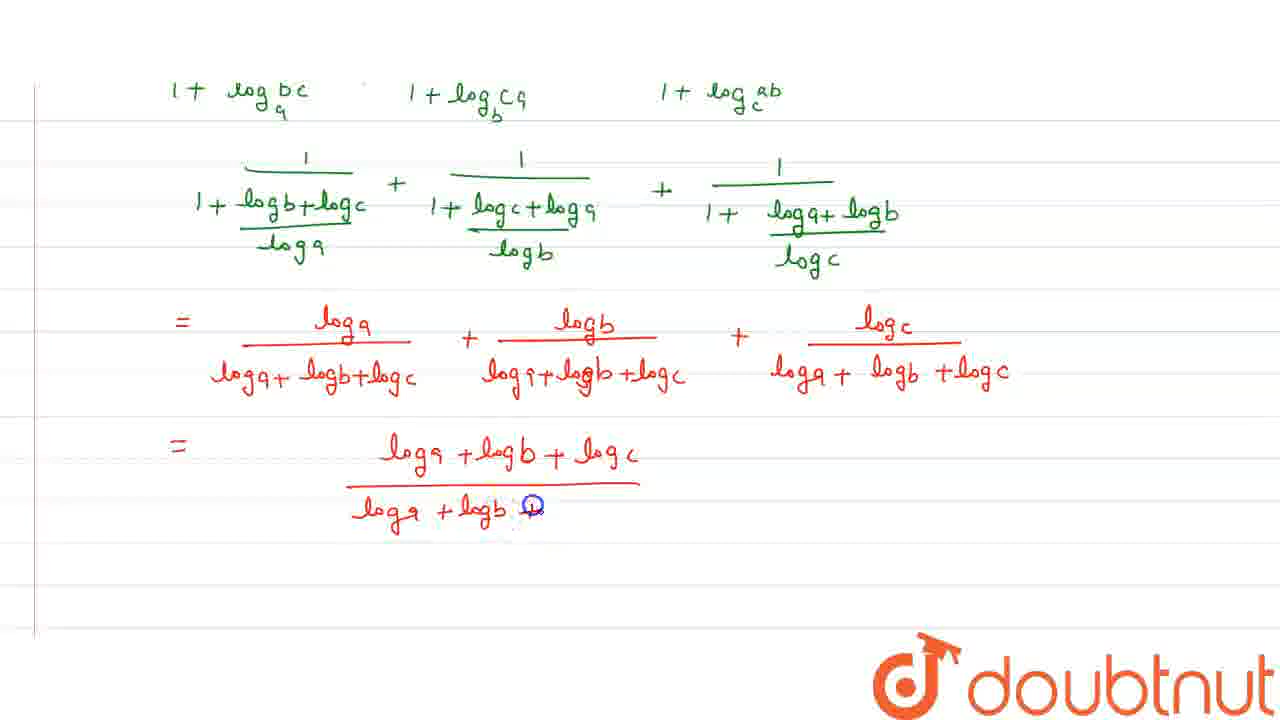 1 + log_a bc    1 + log_b ca    1 + log_c ab
1/(1 + (log b + log c)/(log a)) + 1/(1 + (log c + log a)/(log b)) + 1/(1 + (log a + log b)/(log c))
= (log a)/(log a + log b + log c) + (log b)/(log a + log b + log c) + (log c)/(log a + log b + log c)
= (log a + log b + log c)/(log a + log b +
doubtnut